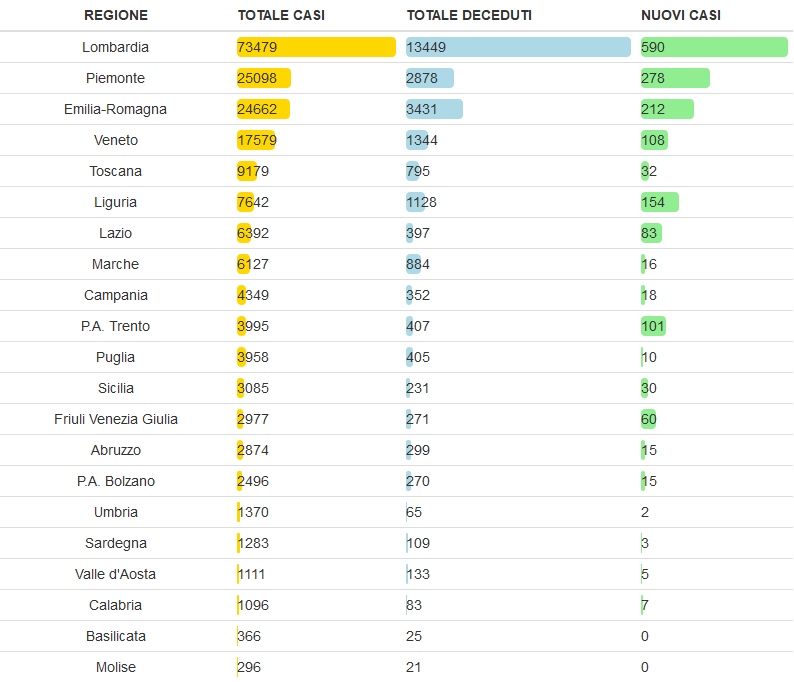 REGIONE TOTALE CASI TOTALE DECEDUTI NUOVI CASI
Lombardia 73479 13449 590
Piemonte 25098 2878 278
Emilia-Romagna 24662 3431 212
Veneto 17579 1344 108
Toscana 9179 795 32
Liguria 7642 1128 154
Lazio 6392 397 83
Marche 6127 884 16
Campania 4349 352 18
P.A. Trento 3995 407 101
Puglia 3958 405 10
Sicilia 3085 231 30
Friuli Venezia Giulia 2977 271 60
Abruzzo 2874 299 15
P.A. Bolzano 2496 270 15
Umbria 1370 65 2
Sardegna 1283 109 3
Valle d'Aosta 1111 133 5
Calabria 1096 83 7
Basilicata 366 25 0
Molise 296 21 0